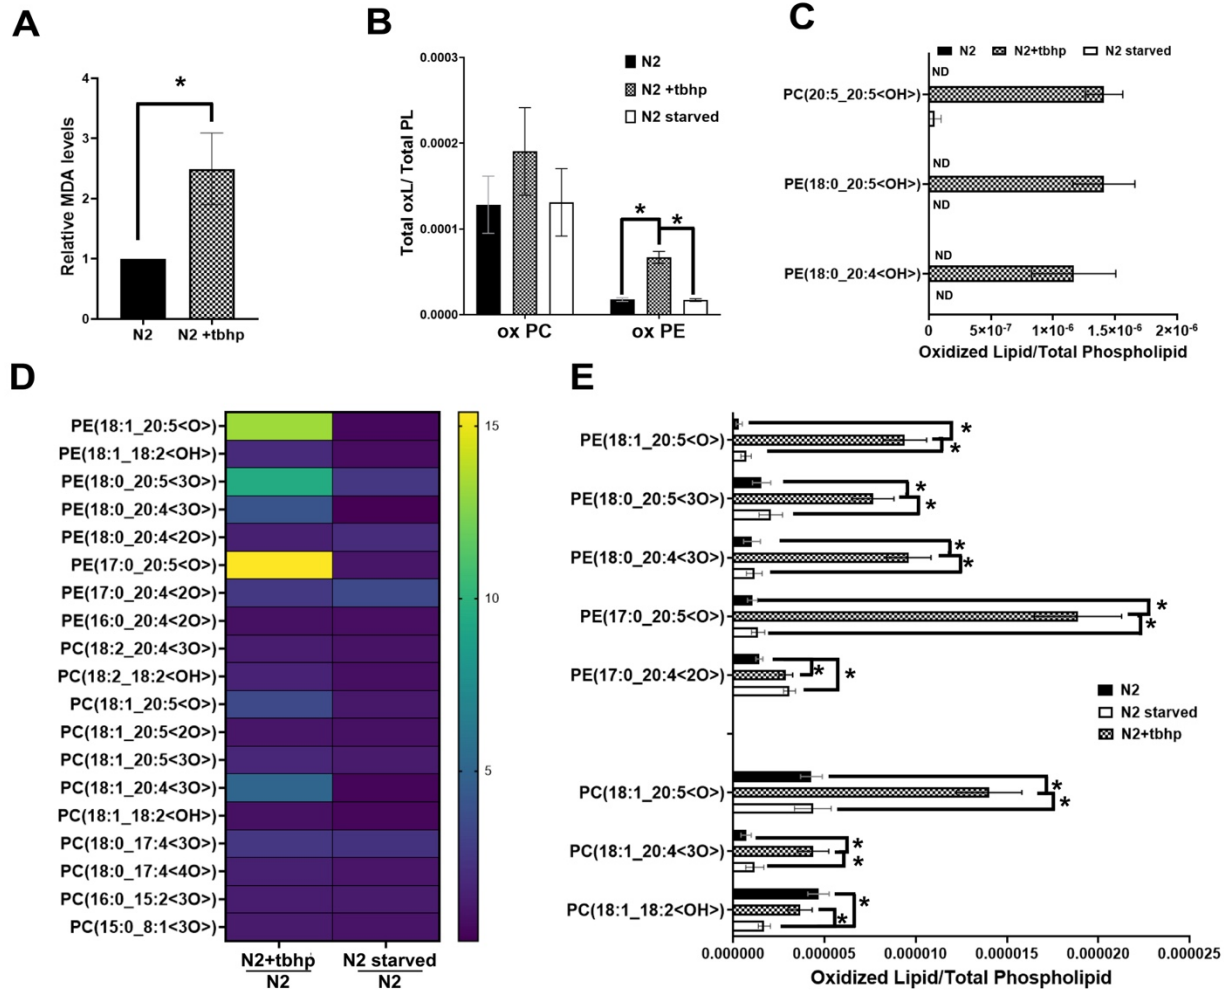 A
Relative MDA levels
4
3
2
1
0
*
N2
N2 +tbhp
B
Total oxL/ Total PL
0.0003
0.0002
0.0001
0.0000
N2
N2 +tbhp
N2 starved
*
*
ox PC
ox PE
C
N2
N2+tbhp
N2 starved
PC(20:5_20:5<OH>)
ND
PE(18:0_20:5<OH>)
ND
ND
PE(18:0_20:4<OH>)
ND
ND
0
5×10-7
1×10-6
1.5×10-6
2×10-6
Oxidized Lipid/Total Phospholipid
D
PE(18:1_20:5<O>)
PE(18:1_18:2<OH>)
PE(18:0_20:5<3O>)
PE(18:0_20:4<3O>)
PE(18:0_20:4<2O>)
PE(17:0_20:5<O>)
PE(17:0_20:4<2O>)
PE(16:0_20:4<2O>)
PC(18:2_20:4<3O>)
PC(18:2_18:2<OH>)
PC(18:1_20:5<O>)
PC(18:1_20:5<2O>)
PC(18:1_20:5<3O>)
PC(18:1_20:4<3O>)
PC(18:1_18:2<OH>)
PC(18:0_17:4<3O>)
PC(18:0_17:4<4O>)
PC(16:0_15:2<3O>)
PC(15:0_8:1<3O>)
N2+tbhp
N2
N2 starved
N2
15
10
5
E
PE(18:1_20:5<O>)
*
*
PE(18:0_20:5<3O>)
*
*
PE(18:0_20:4<3O>)
*
*
PE(17:0_20:5<O>)
*
*
PE(17:0_20:4<2O>)
*
*
N2
N2 starved
N2+tbhp
PC(18:1_20:5<O>)
*
*
PC(18:1_20:4<3O>)
*
*
PC(18:1_18:2<OH>)
*
*
0.000000
0.000005
0.000010
0.000015
0.000020
0.000025
Oxidized Lipid/Total Phospholipid